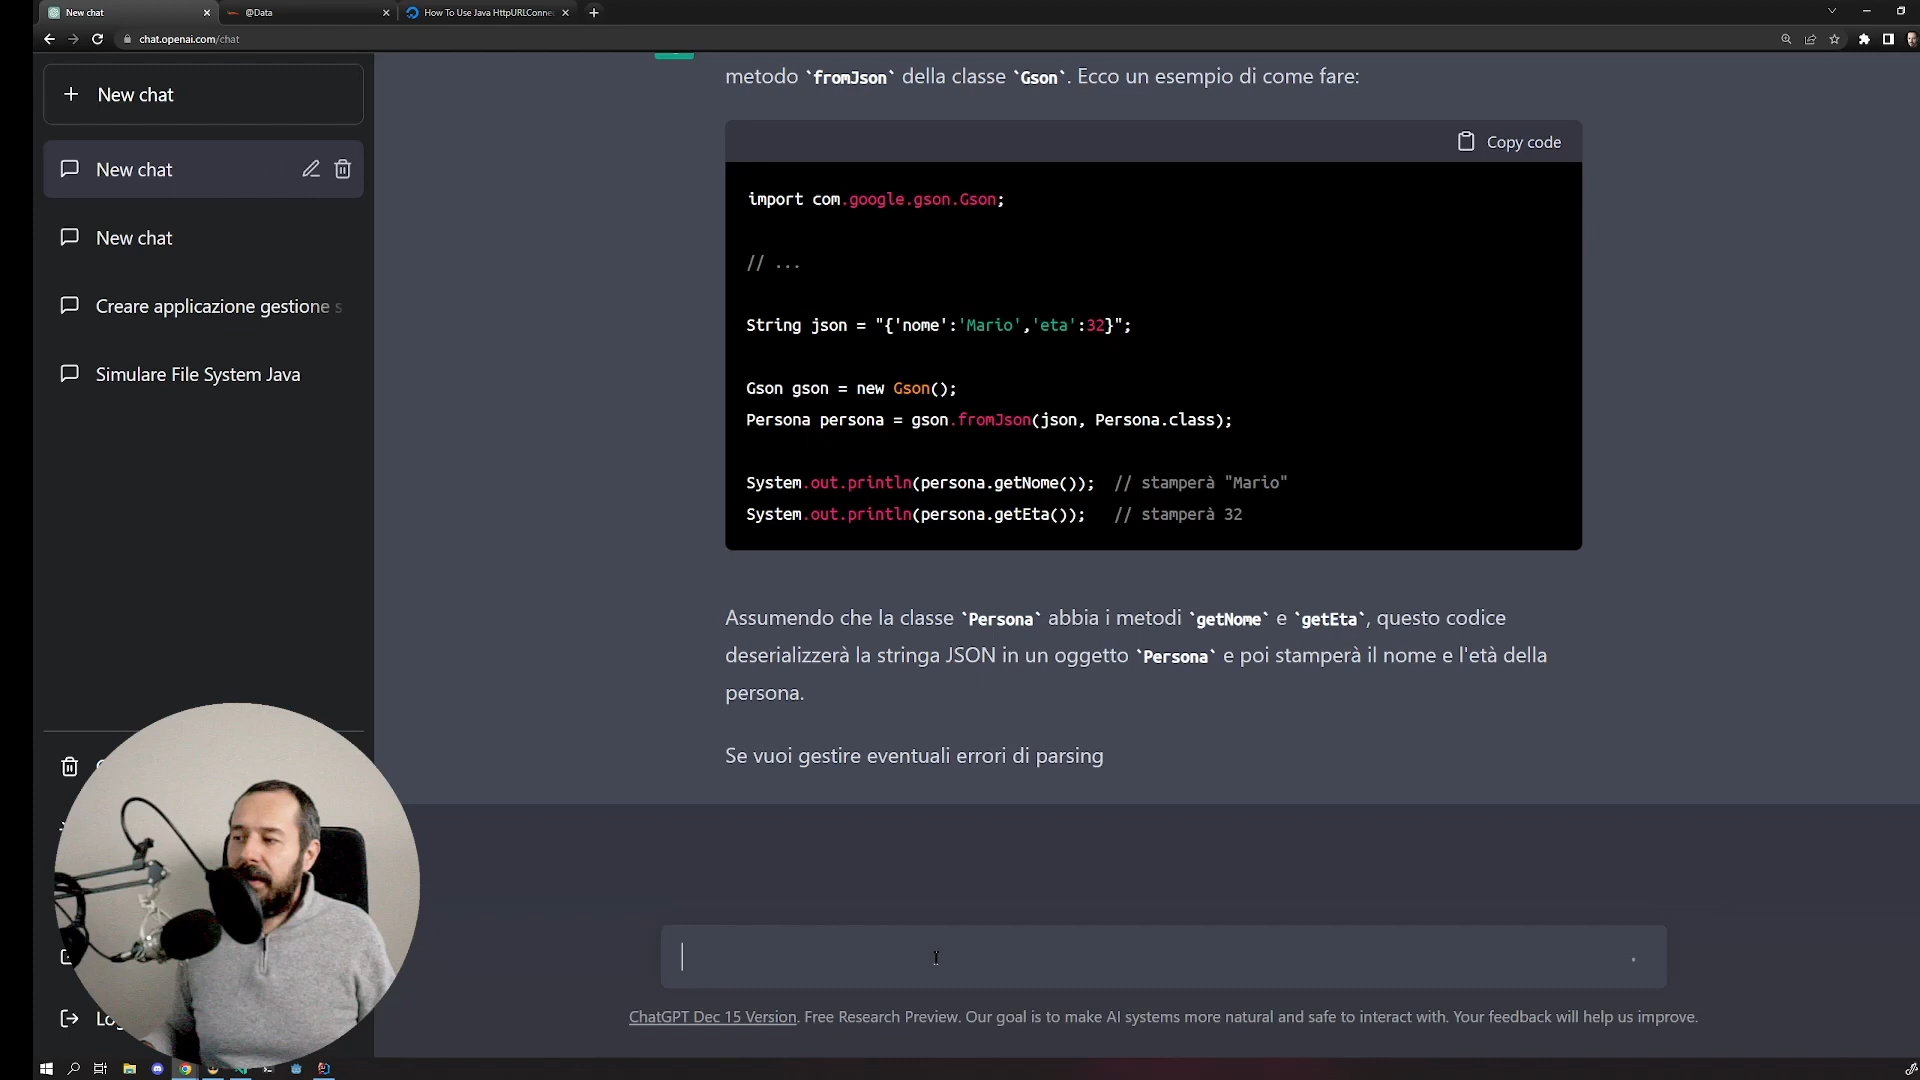 New chat
@Data
How To Use Java HttpURLConnec
chat.openai.com/chat
New chat
New chat
New chat
Creare applicazione gestione s
Simulare File System Java
metodo `fromJson` della classe `Gson`. Ecco un esempio di come fare:
Copy code
import com.google.gson.Gson;
// ...
String json = "{'nome':'Mario','eta':32}";
Gson gson = new Gson();
Persona persona = gson.fromJson(json, Persona.class);
System.out.println(persona.getNome());  // stamperà "Mario"
System.out.println(persona.getEta());   // stamperà 32
Assumendo che la classe `Persona` abbia i metodi `getNome` e `getEta`, questo codice
deserializzerà la stringa JSON in un oggetto `Persona` e poi stamperà il nome e l'età della
persona.
Se vuoi gestire eventuali errori di parsing
ChatGPT Dec 15 Version. Free Research Preview. Our goal is to make AI systems more natural and safe to interact with. Your feedback will help us improve.